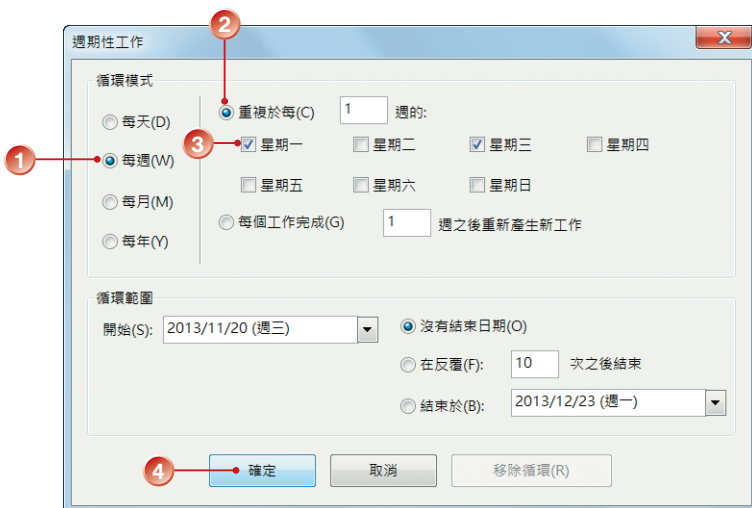 2
週期性工作
循環模式
每天(D)
重複於每(C) 1 週的:
3 星期一 星期二 星期三 星期四
1 每週(W)
星期五 星期六 星期日
每月(M)
每個工作完成(G) 1 週之後重新產生新工作
每年(Y)
循環範圍
開始(S): 2013/11/20 (週三) 沒有結束日期(O)
在反覆(F): 10 次之後結束
結束於(B): 2013/12/23 (週一)
4 確定 取消 移除循環(R)